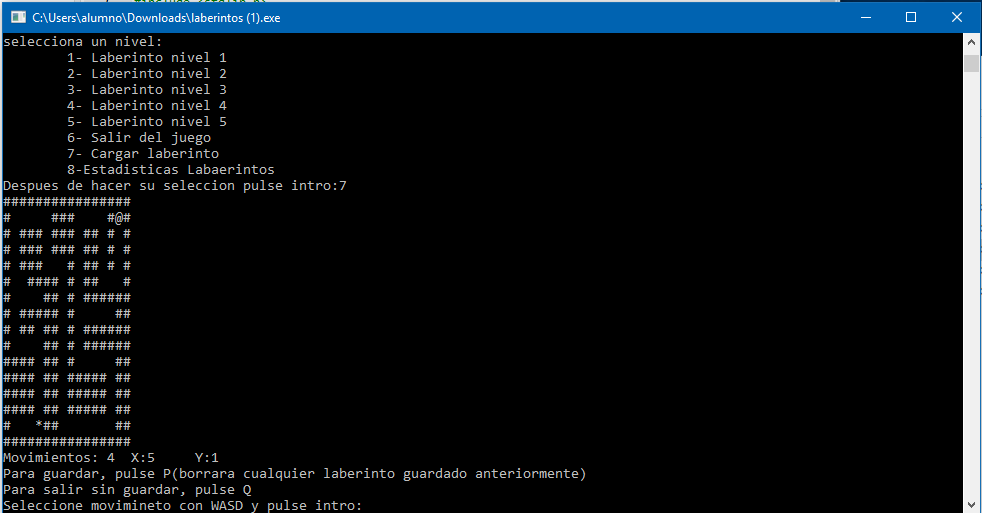 C:\Users\alumno\Downloads\laberintos (1).exe
selecciona un nivel:
        1- Laberinto nivel 1
        2- Laberinto nivel 2
        3- Laberinto nivel 3
        4- Laberinto nivel 4
        5- Laberinto nivel 5
        6- Salir del juego
        7- Cargar laberinto
        8-Estadisticas Labaerintos
Despues de hacer su seleccion pulse intro:7
################
#     ###    #@#
# ### ### ## # #
# ### ### ## # #
# ###   # ## # #
#  #### # ##   #
#    ## # ######
# ##### #     ##
# ## ## # ######
#    ## # ######
#### ## #     ##
#### ## ##### ##
#### ## ##### ##
#### ## ##### ##
#   *##       ##
################
Movimientos: 4  X:5     Y:1
Para guardar, pulse P(borrara cualquier laberinto guardado anteriormente)
Para salir sin guardar, pulse Q
Seleccione movimineto con WASD y pulse intro: